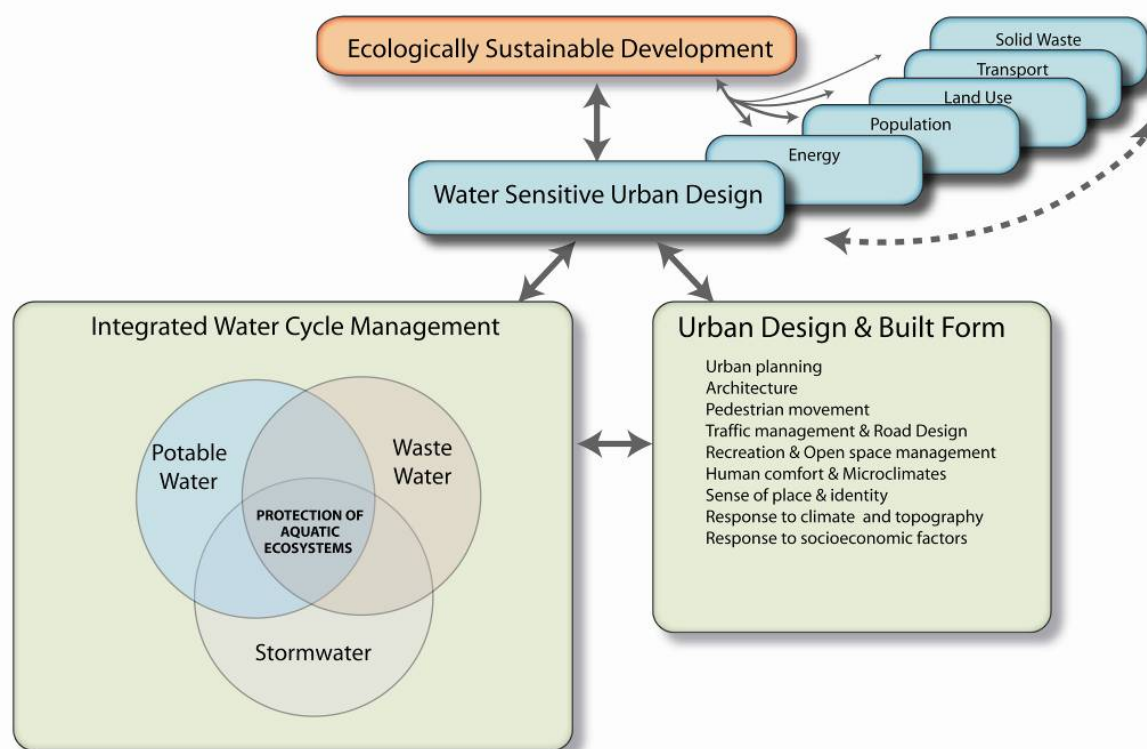 Ecologically Sustainable Development
Solid Waste
Transport
Land Use
Population
Energy
Water Sensitive Urban Design
Integrated Water Cycle Management
Potable
Water
Waste
Water
PROTECTION OF
AQUATIC
ECOSYSTEMS
Stormwater
Urban Design & Built Form
Urban planning
Architecture
Pedestrian movement
Traffic management & Road Design
Recreation & Open space management
Human comfort & Microclimates
Sense of place & identity
Response to climate and topography
Response to socioeconomic factors